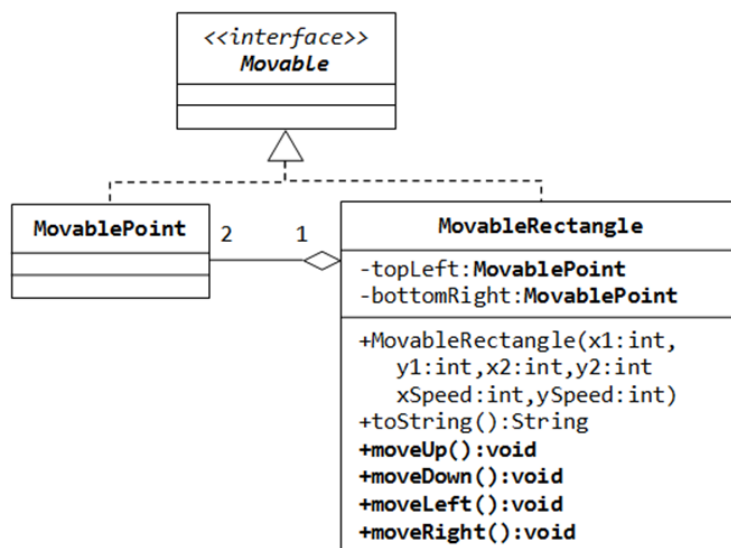 <<interface>>
Movable
MovablePoint
2
1
MovableRectangle
-topLeft:MovablePoint
-bottomRight:MovablePoint
+MovableRectangle(x1:int,
y1:int,x2:int,y2:int
xSpeed:int,ySpeed:int)
+toString():String
+moveUp():void
+moveDown():void
+moveLeft():void
+moveRight():void